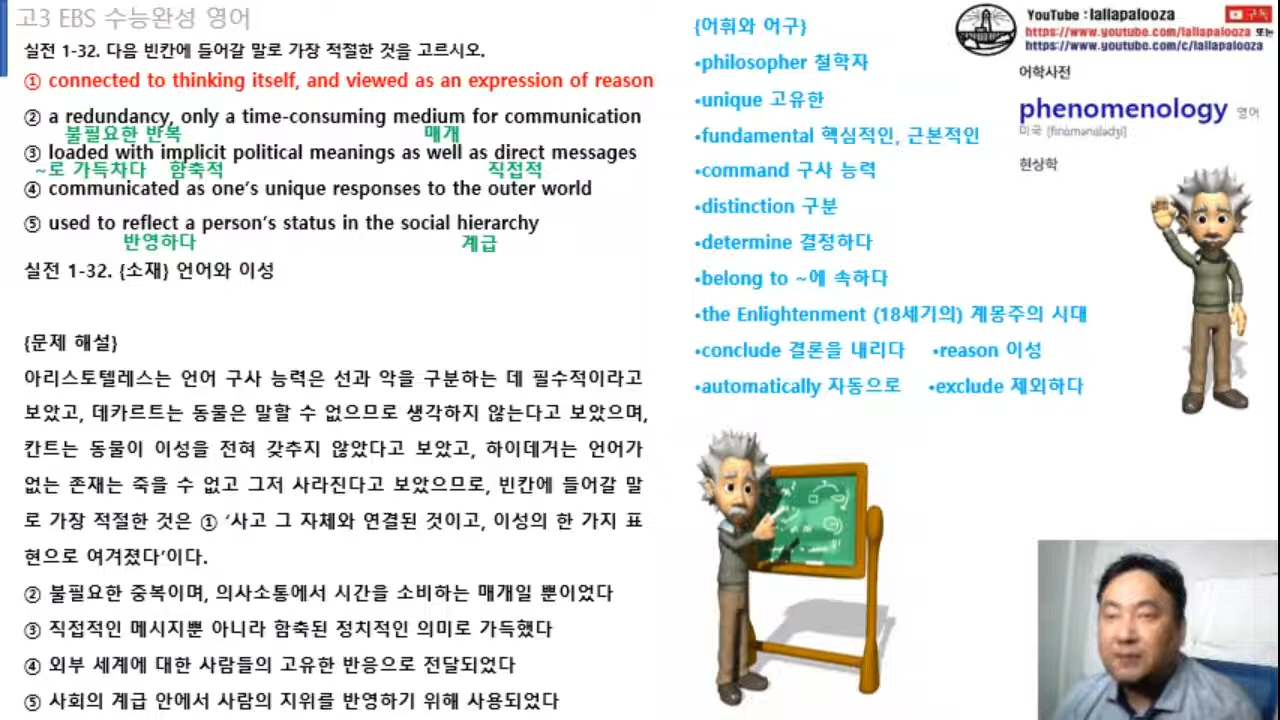 고3 EBS 수능완성 영어
실전 1-32. 다음 빈칸에 들어갈 말로 가장 적절한 것을 고르시오.
① connected to thinking itself, and viewed as an expression of reason
② a redundancy, only a time-consuming medium for communication
불필요한 반복 매개
③ loaded with implicit political meanings as well as direct messages
~로 가득차다 함축적 직접적
④ communicated as one's unique responses to the outer world
⑤ used to reflect a person's status in the social hierarchy
반영하다 계급
실전 1-32. {소재} 언어와 이성
{문제 해설}
아리스토텔레스는 언어 구사 능력은 선과 악을 구분하는 데 필수적이라고
보았고, 데카르트는 동물은 말할 수 없으므로 생각하지 않는다고 보았으며,
칸트는 동물이 이성을 전혀 갖추지 않았다고 보았고, 하이데거는 언어가
없는 존재는 죽을 수 없고 그저 사라진다고 보았으므로, 빈칸에 들어갈 말
로 가장 적절한 것은 ① '사고 그 자체와 연결된 것이고, 이성의 한 가지 표
현으로 여겨졌다'이다.
② 불필요한 중복이며, 의사소통에서 시간을 소비하는 매개일 뿐이었다
③ 직접적인 메시지뿐 아니라 함축된 정치적인 의미로 가득했다
④ 외부 세계에 대한 사람들의 고유한 반응으로 전달되었다
⑤ 사회의 계급 안에서 사람의 지위를 반영하기 위해 사용되었다
{어휘와 어구}
•philosopher 철학자
•unique 고유한
•fundamental 핵심적인, 근본적인
•command 구사 능력
•distinction 구분
•determine 결정하다
•belong to ~에 속하다
•the Enlightenment (18세기의) 계몽주의 시대
•conclude 결론을 내리다 •reason 이성
•automatically 자동으로 •exclude 제외하다
YouTube : lallapalooza 구독
https://www.youtube.com/lallapalooza 또는
https://www.youtube.com/c/lallapalooza
어학사전
phenomenology 영어
미국
현상학